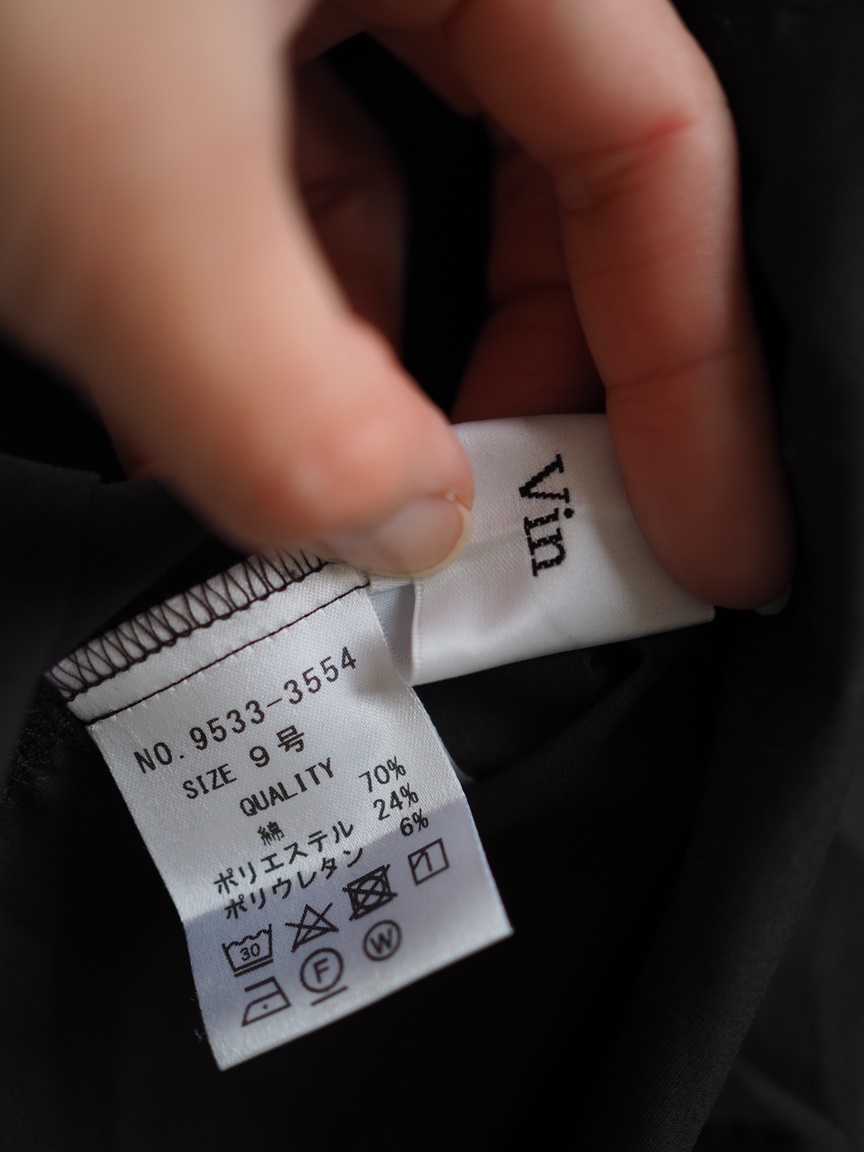 Vin
NO. 9533-3554
SIZE 9号
QUALITY
綿 70%
ポリエステル 24%
ポリウレタン 6%
30
F W